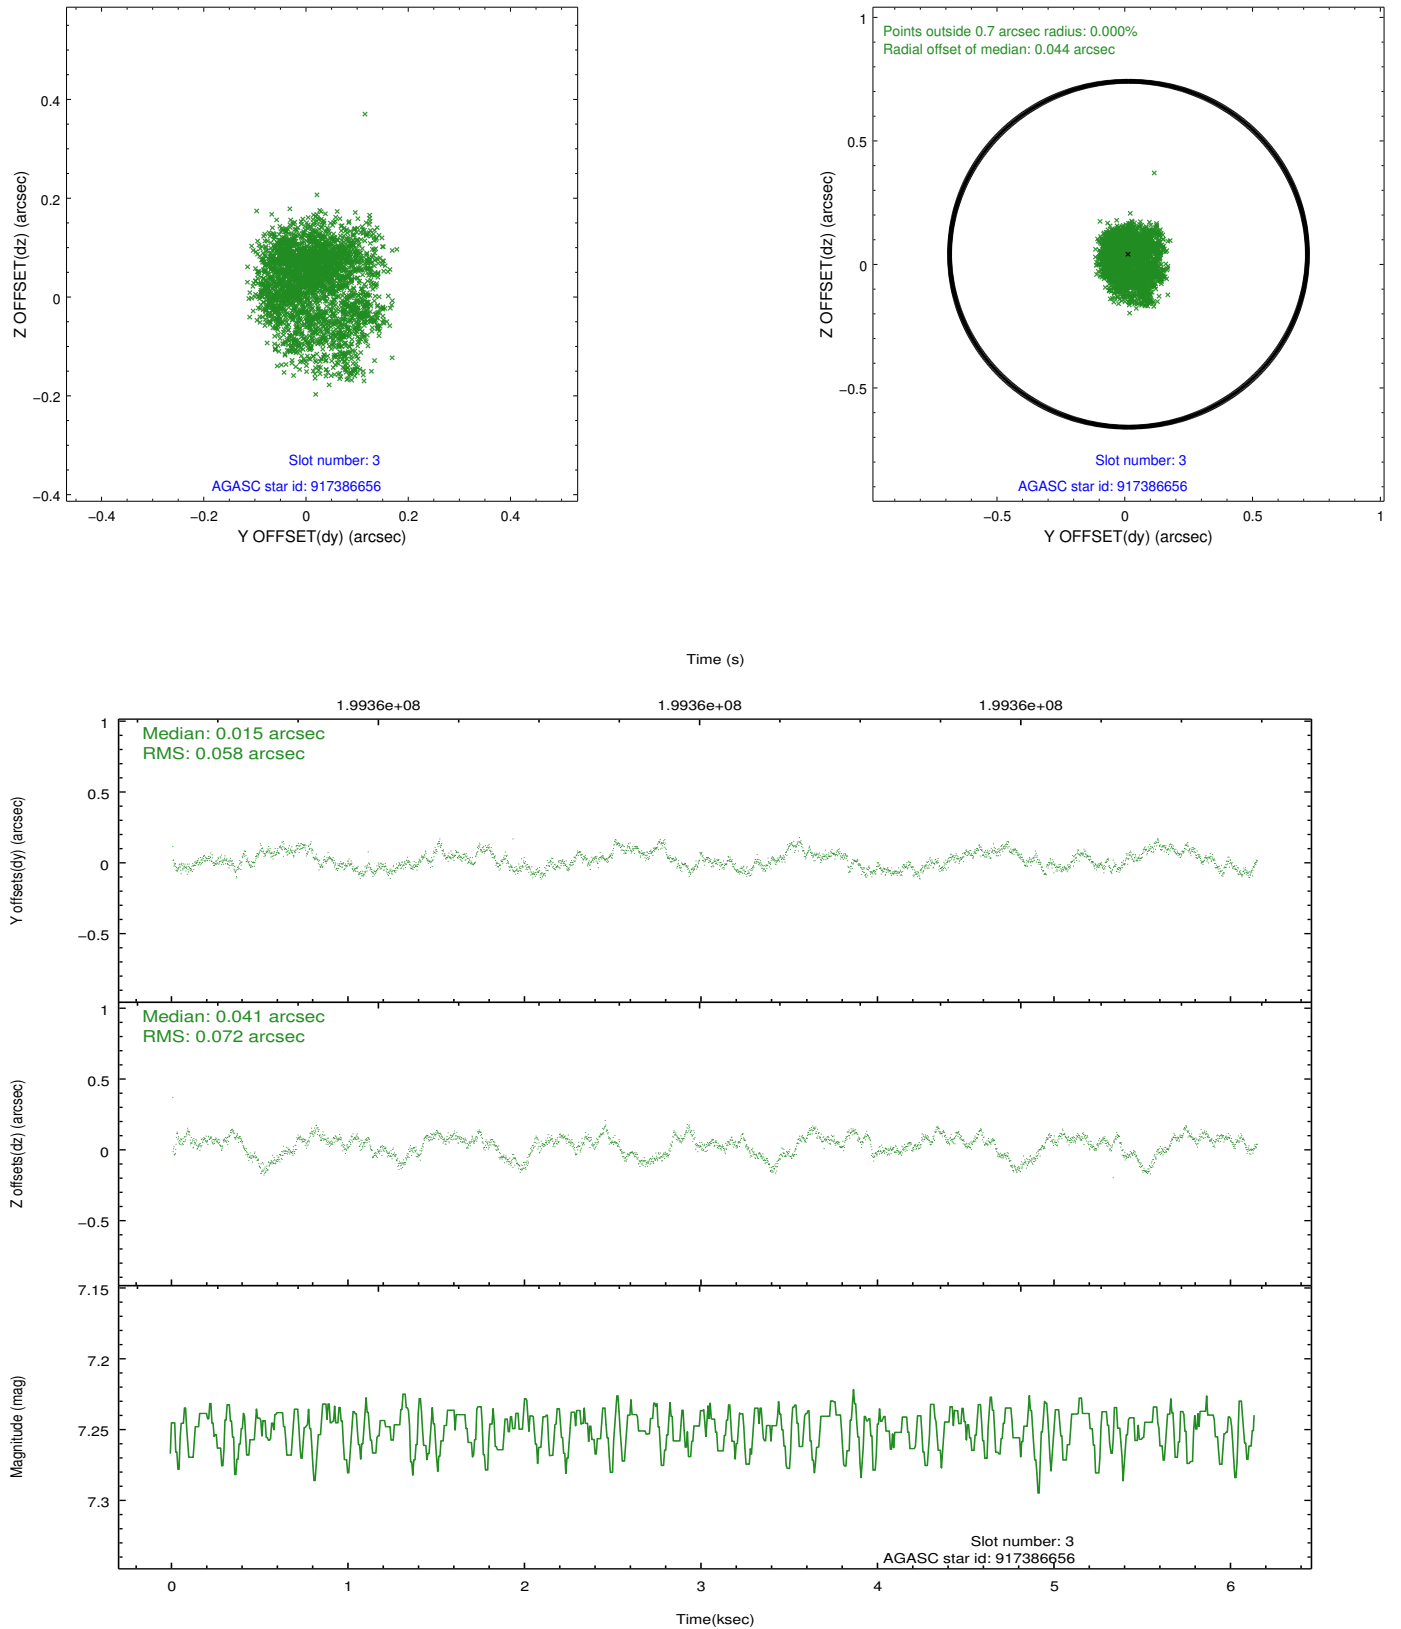 0.4
0.2
0
−0.2
−0.4
−0.4
−0.2
0
0.2
0.4
Z OFFSET(dz) (arcsec)
Y OFFSET(dy) (arcsec)
Slot number: 3
AGASC star id: 917386656
Points outside 0.7 arcsec radius: 0.000%
Radial offset of median: 0.044 arcsec
1
0.5
0
−0.5
−0.5
0
0.5
1
Z OFFSET(dz) (arcsec)
Y OFFSET(dy) (arcsec)
Slot number: 3
AGASC star id: 917386656
Time (s)
1.9936e+08
1.9936e+08
1.9936e+08
Median: 0.015 arcsec
RMS: 0.058 arcsec
1
0.5
0
−0.5
Y offsets(dy) (arcsec)
Median: 0.041 arcsec
RMS: 0.072 arcsec
1
0.5
0
−0.5
Z offsets(dz) (arcsec)
7.15
7.2
7.25
7.3
Magnitude (mag)
Slot number: 3
AGASC star id: 917386656
0
1
2
3
4
5
6
Time(ksec)